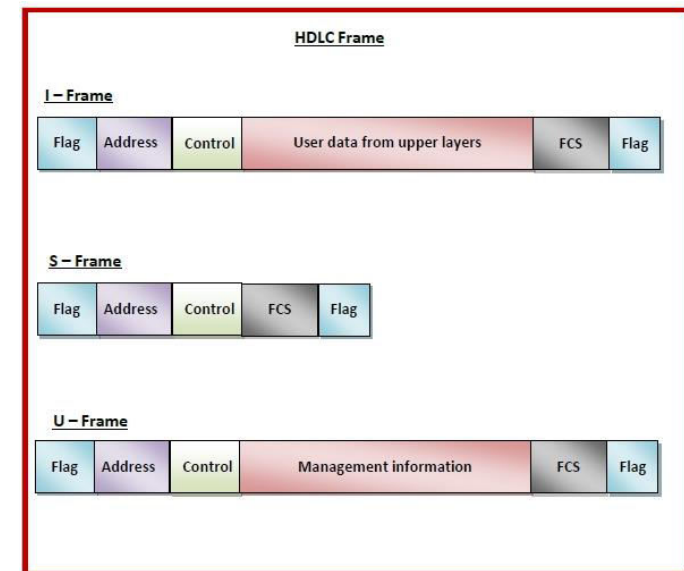 HDLC Frame
I – Frame
Flag Address Control User data from upper layers FCS Flag
S – Frame
Flag Address Control FCS Flag
U – Frame
Flag Address Control Management information FCS Flag